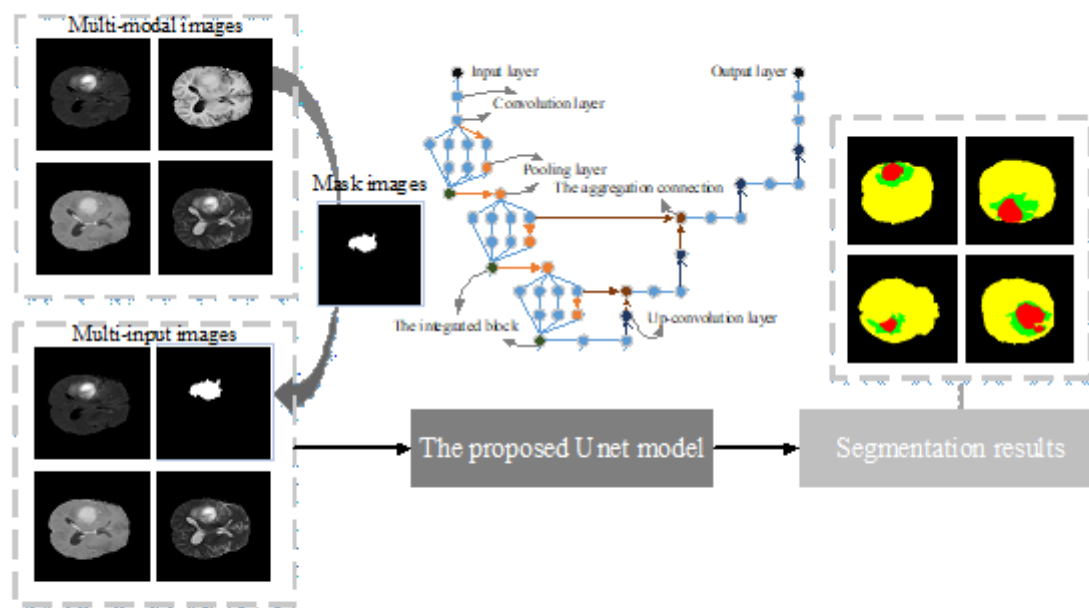 Multi-modal images
Input layer
Output layer
Convolution layer
Pooling layer
Mask images
The aggregation connection
The integrated block
Up-convolution layer
Multi-input images
The proposed Unet model
Segmentation results